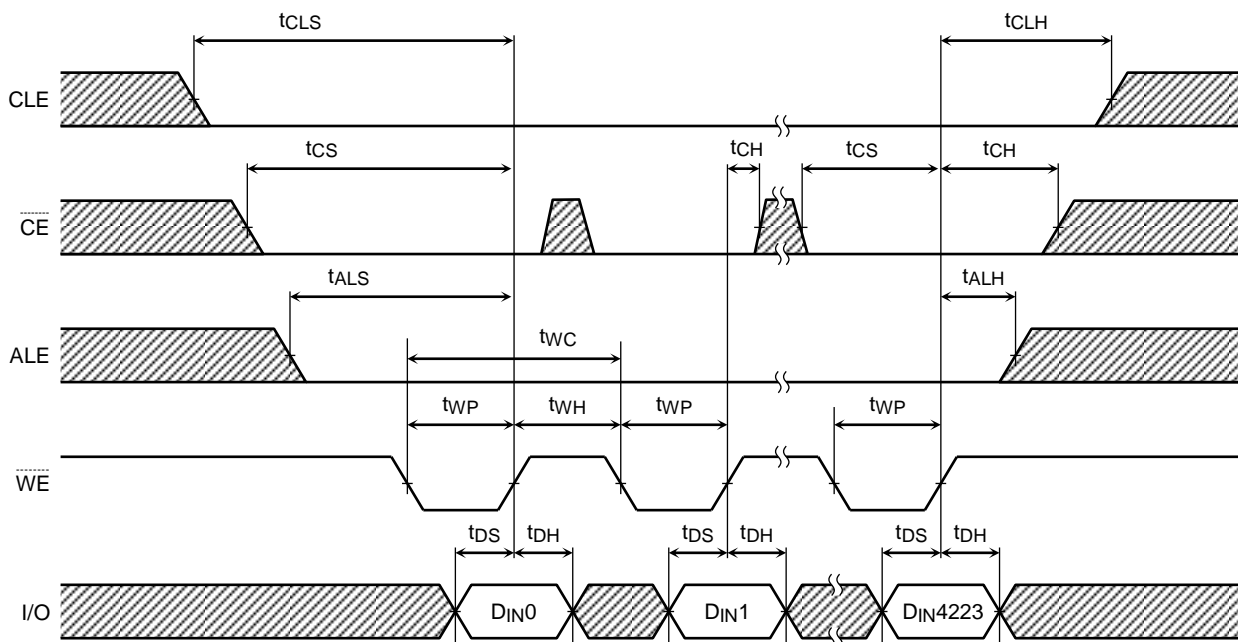 tCLS tCLH
CLE
tCS tCH tCS tCH
CE
tALS tALH
ALE
tWC
tWP tWH tWP tWP
WE
tDS tDH tDS tDH tDS tDH
I/O DIN0 DIN1 DIN4223